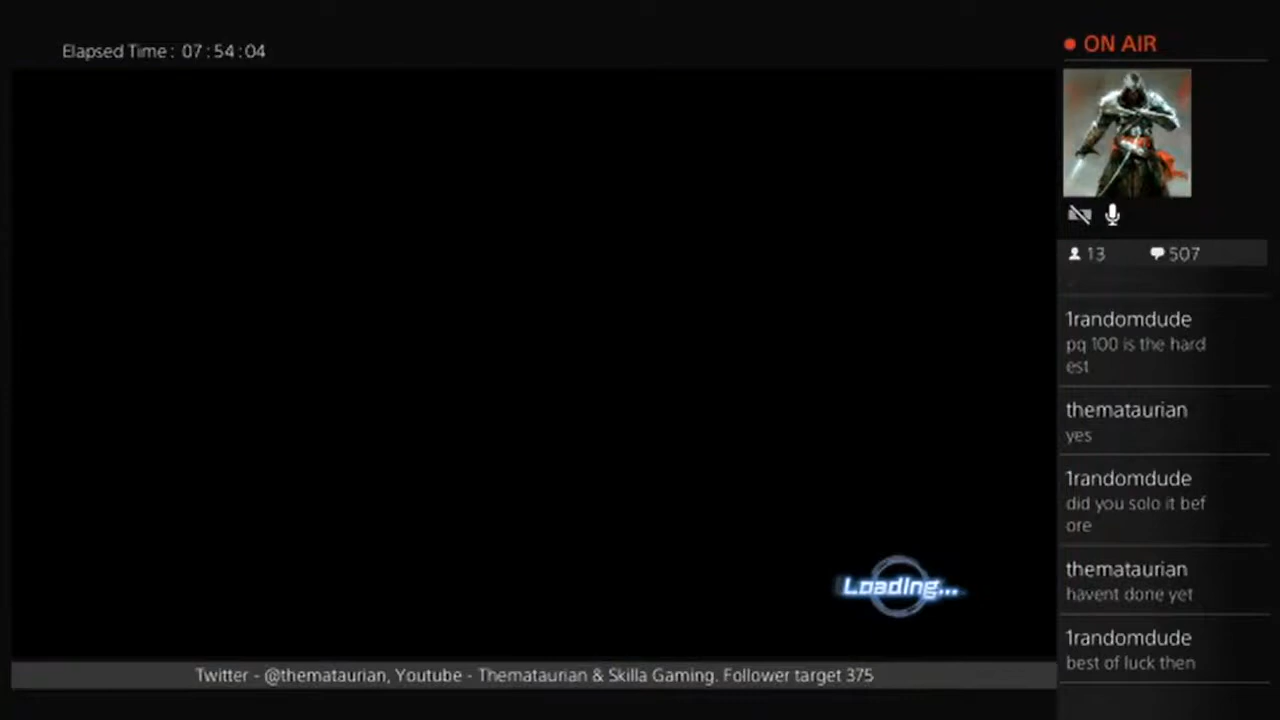 Elapsed Time: 07:54:04
ON AIR
13 507
1randomdude
pq 100 is the hard
est
themataurian
yes
1randomdude
did you solo it bef
ore
themataurian
havent done yet
1randomdude
best of luck then
Loading...
Twitter - @themataurian, Youtube - Themataurian & Skilla Gaming. Follower target 375